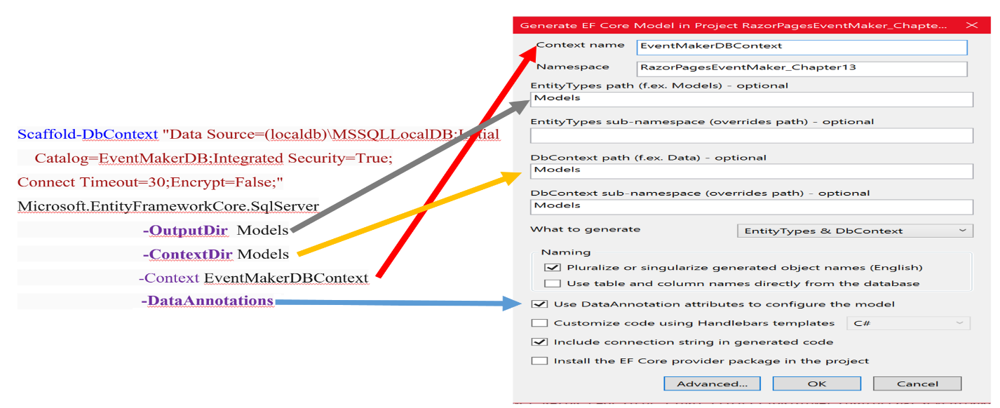 Scaffold-DbContext "Data Source=(localdb)\MSSQLLocalDB;Initial
Catalog=EventMakerDB;Integrated Security=True;
Connect Timeout=30;Encrypt=False;"
Microsoft.EntityFrameworkCore.SqlServer
-OutputDir Models
-ContextDir Models
-Context EventMakerDBContext
-DataAnnotations
Generate EF Core Model in Project RazorPagesEventMaker_Chapte...
Context name EventMakerDBContext
Namespace RazorPagesEventMaker_Chapter13
EntityTypes path (f.ex. Models) - optional
Models
EntityTypes sub-namespace (overrides path) - optional
DbContext path (f.ex. Data) - optional
Models
DbContext sub-namespace (overrides path) - optional
Models
What to generate EntityTypes & DbContext
Naming
Pluralize or singularize generated object names (English)
Use table and column names directly from the database
Use DataAnnotation attributes to configure the model
Customize code using Handlebars templates C#
Include connection string in generated code
Install the EF Core provider package in the project
Advanced... OK Cancel